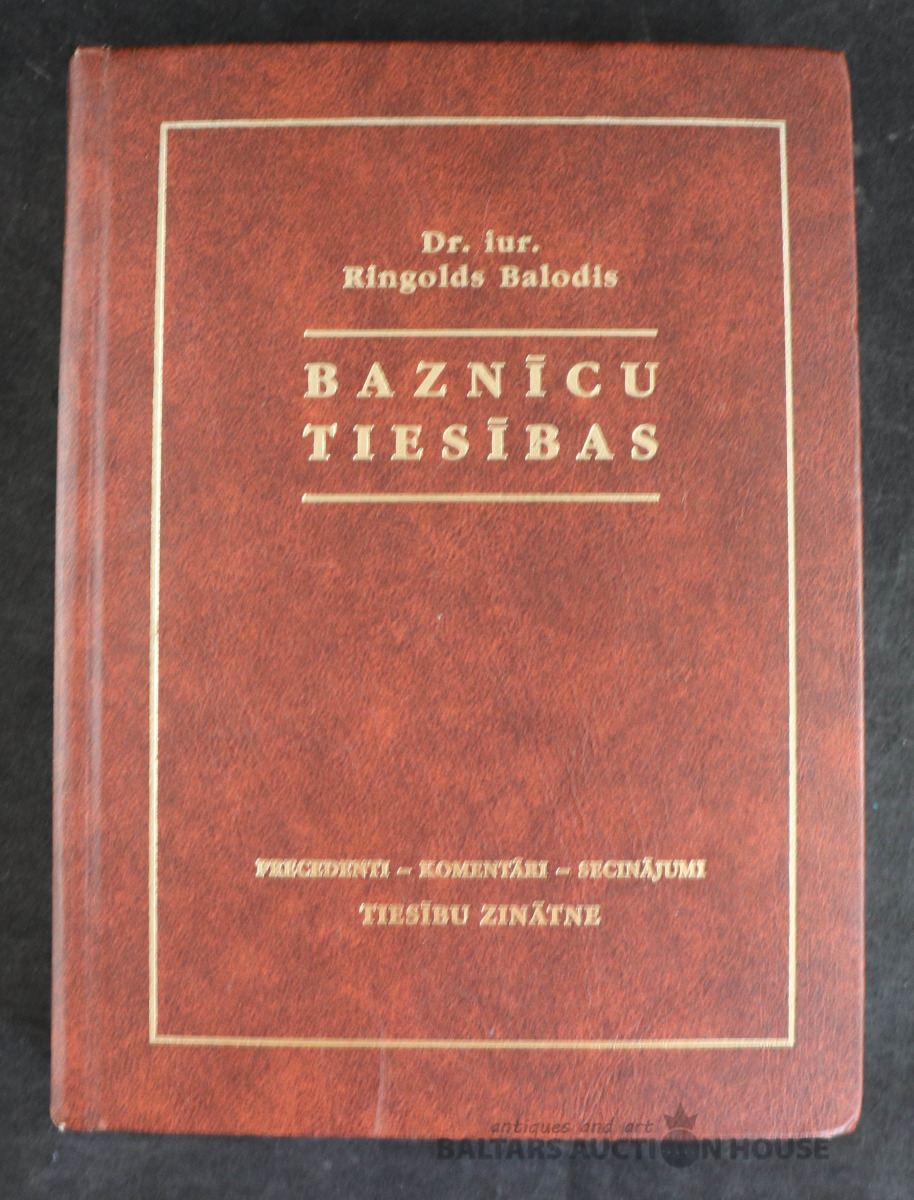 Dr. iur.
Ringolds Balodis
BAZNĪCU
TIESĪBAS
PRECEDENTI – KOMENTĀRI – SECINĀJUMI
TIESĪBU ZINĀTNE
antiques and art
BALTARS AUCTION HOUSE